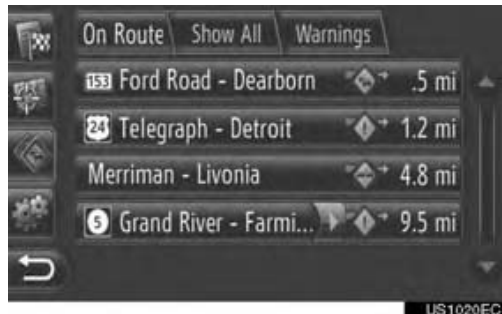 On Route Show All Warnings
153 Ford Road - Dearborn .5 mi
24 Telegraph - Detroit 1.2 mi
Merriman - Livonia 4.8 mi
5 Grand River - Farmi... 9.5 mi
US1020EC